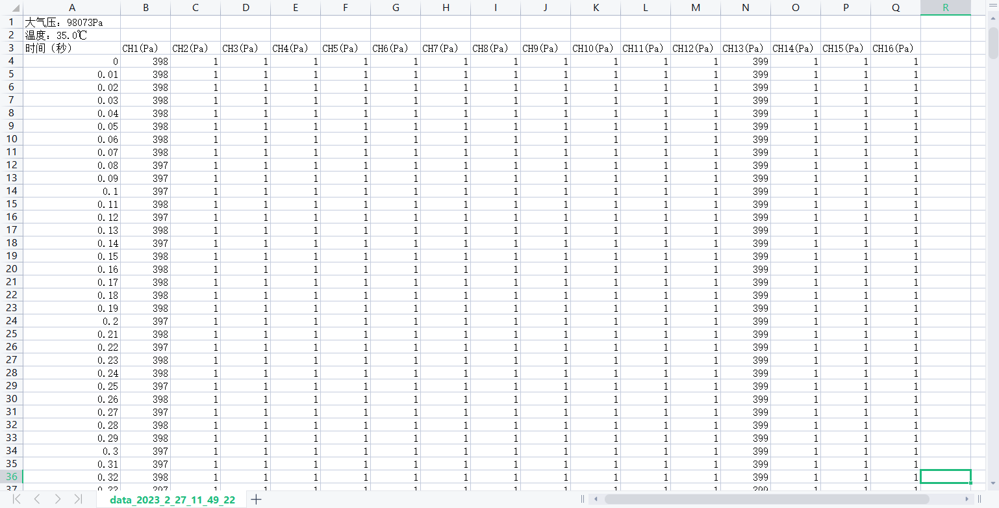 A B C D E F G H I J K L M N O P Q R
1 大气压：98073Pa
2 温度：35.0℃
3 时间（秒） CH1(Pa) CH2(Pa) CH3(Pa) CH4(Pa) CH5(Pa) CH6(Pa) CH7(Pa) CH8(Pa) CH9(Pa) CH10(Pa) CH11(Pa) CH12(Pa) CH13(Pa) CH14(Pa) CH15(Pa) CH16(Pa)
4 0 398 1 1 1 1 1 1 1 1 1 1 1 399 1 1 1
5 0.01 398 1 1 1 1 1 1 1 1 1 1 1 399 1 1 1
6 0.02 398 1 1 1 1 1 1 1 1 1 1 1 399 1 1 1
7 0.03 398 1 1 1 1 1 1 1 1 1 1 1 399 1 1 1
8 0.04 398 1 1 1 1 1 1 1 1 1 1 1 399 1 1 1
9 0.05 398 1 1 1 1 1 1 1 1 1 1 1 399 1 1 1
10 0.06 398 1 1 1 1 1 1 1 1 1 1 1 399 1 1 1
11 0.07 398 1 1 1 1 1 1 1 1 1 1 1 399 1 1 1
12 0.08 397 1 1 1 1 1 1 1 1 1 1 1 399 1 1 1
13 0.09 397 1 1 1 1 1 1 1 1 1 1 1 399 1 1 1
14 0.1 397 1 1 1 1 1 1 1 1 1 1 1 399 1 1 1
15 0.11 398 1 1 1 1 1 1 1 1 1 1 1 399 1 1 1
16 0.12 397 1 1 1 1 1 1 1 1 1 1 1 399 1 1 1
17 0.13 398 1 1 1 1 1 1 1 1 1 1 1 399 1 1 1
18 0.14 397 1 1 1 1 1 1 1 1 1 1 1 399 1 1 1
19 0.15 398 1 1 1 1 1 1 1 1 1 1 1 399 1 1 1
20 0.16 398 1 1 1 1 1 1 1 1 1 1 1 399 1 1 1
21 0.17 398 1 1 1 1 1 1 1 1 1 1 1 399 1 1 1
22 0.18 398 1 1 1 1 1 1 1 1 1 1 1 399 1 1 1
23 0.19 398 1 1 1 1 1 1 1 1 1 1 1 399 1 1 1
24 0.2 397 1 1 1 1 1 1 1 1 1 1 1 399 1 1 1
25 0.21 398 1 1 1 1 1 1 1 1 1 1 1 399 1 1 1
26 0.22 397 1 1 1 1 1 1 1 1 1 1 1 399 1 1 1
27 0.23 398 1 1 1 1 1 1 1 1 1 1 1 399 1 1 1
28 0.24 398 1 1 1 1 1 1 1 1 1 1 1 399 1 1 1
29 0.25 397 1 1 1 1 1 1 1 1 1 1 1 399 1 1 1
30 0.26 398 1 1 1 1 1 1 1 1 1 1 1 399 1 1 1
31 0.27 397 1 1 1 1 1 1 1 1 1 1 1 399 1 1 1
32 0.28 398 1 1 1 1 1 1 1 1 1 1 1 399 1 1 1
33 0.29 398 1 1 1 1 1 1 1 1 1 1 1 399 1 1 1
34 0.3 397 1 1 1 1 1 1 1 1 1 1 1 399 1 1 1
35 0.31 397 1 1 1 1 1 1 1 1 1 1 1 399 1 1 1
36 0.32 398 1 1 1 1 1 1 1 1 1 1 1 399 1 1 1
data_2023_2_27_11_49_22